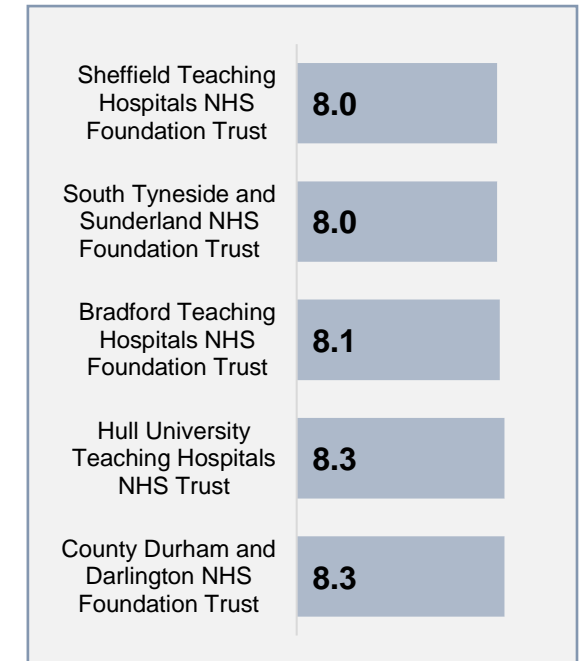 Sheffield Teaching
Hospitals NHS
Foundation Trust
8.0
South Tyneside and
Sunderland NHS
Foundation Trust
8.0
Bradford Teaching
Hospitals NHS
Foundation Trust
8.1
Hull University
Teaching Hospitals
NHS Trust
8.3
County Durham and
Darlington NHS
Foundation Trust
8.3